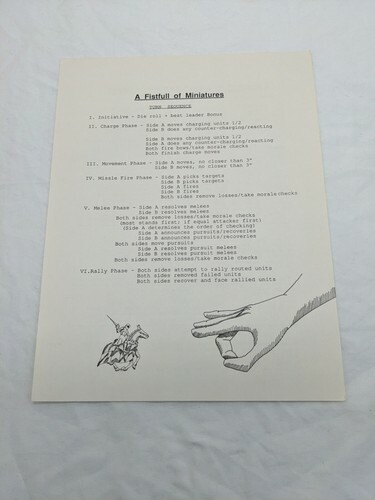 A Fistfull of Miniatures
TURN SEQUENCE
I. Initiative - Die roll + best leader Bonus
II. Charge Phase - Side A moves charging units 1/2
Side B does any counter-charging/reacting
Side B moves charging units 1/2
Side A does any counter-charging/reacting
Both fire bows/take morale checks
Both finish charge moves
III. Movement Phase - Side A moves, no closer than 3"
Side B moves, no closer than 3"
IV. Missle Fire Phase - Side A picks targets
Side B picks targets
Side A fires
Side B fires
Both sides remove losses/take morale checks
V. Melee Phase - Side A resolves melees
Side B resolves melees
Both sides remove losses/take morale checks
(most stands first; if equal attacker first)
(Side A determines the order of checking)
Side A announces pursuits/recoveries
Side B announces pursuits/recoveries
Both sides move pursuits
Side A resolves pursuit melees
Side B resolves pursuit melees
Both sides remove losses/take morale checks
VI.Rally Phase - Both sides attempt to rally routed units
Both sides removed failed units
Both sides recover and face rallied units